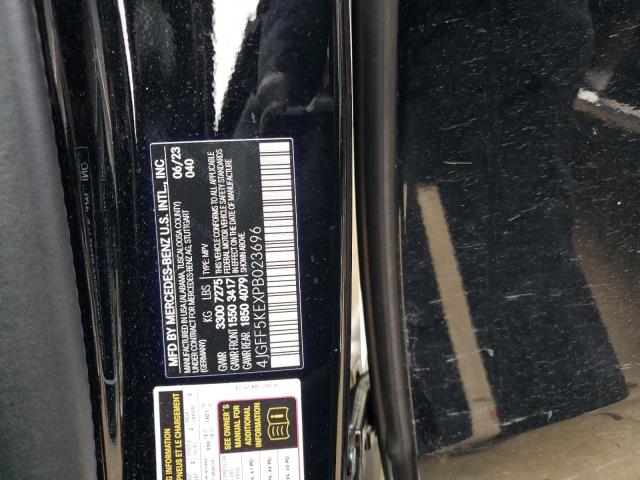 MFD BY MERCEDES-BENZ U.S. INTL., INC
MANUFACTURED IN USA (ALABAMA, TUSCALOOSA COUNTY)
UNDER CONTRACT FOR MERCEDES-BENZ AG, STUTTGART
(GERMANY)
06/23
040
KG LBS TYPE: MPV
GVWR 3300 7275
GAWR FRONT 1550 3417
GAWR REAR 1850 4079
THIS VEHICLE CONFORMS TO ALL APPLICABLE
FEDERAL MOTOR VEHICLE SAFETY STANDARDS
IN EFFECT ON THE DATE OF MANUFACTURE
SHOWN ABOVE.
4JGFF5KEXPB023696
SEE OWNER'S
MANUAL FOR
ADDITIONAL
INFORMATION
G INFORMATION
PNEUS ET LE CHARGEMENT